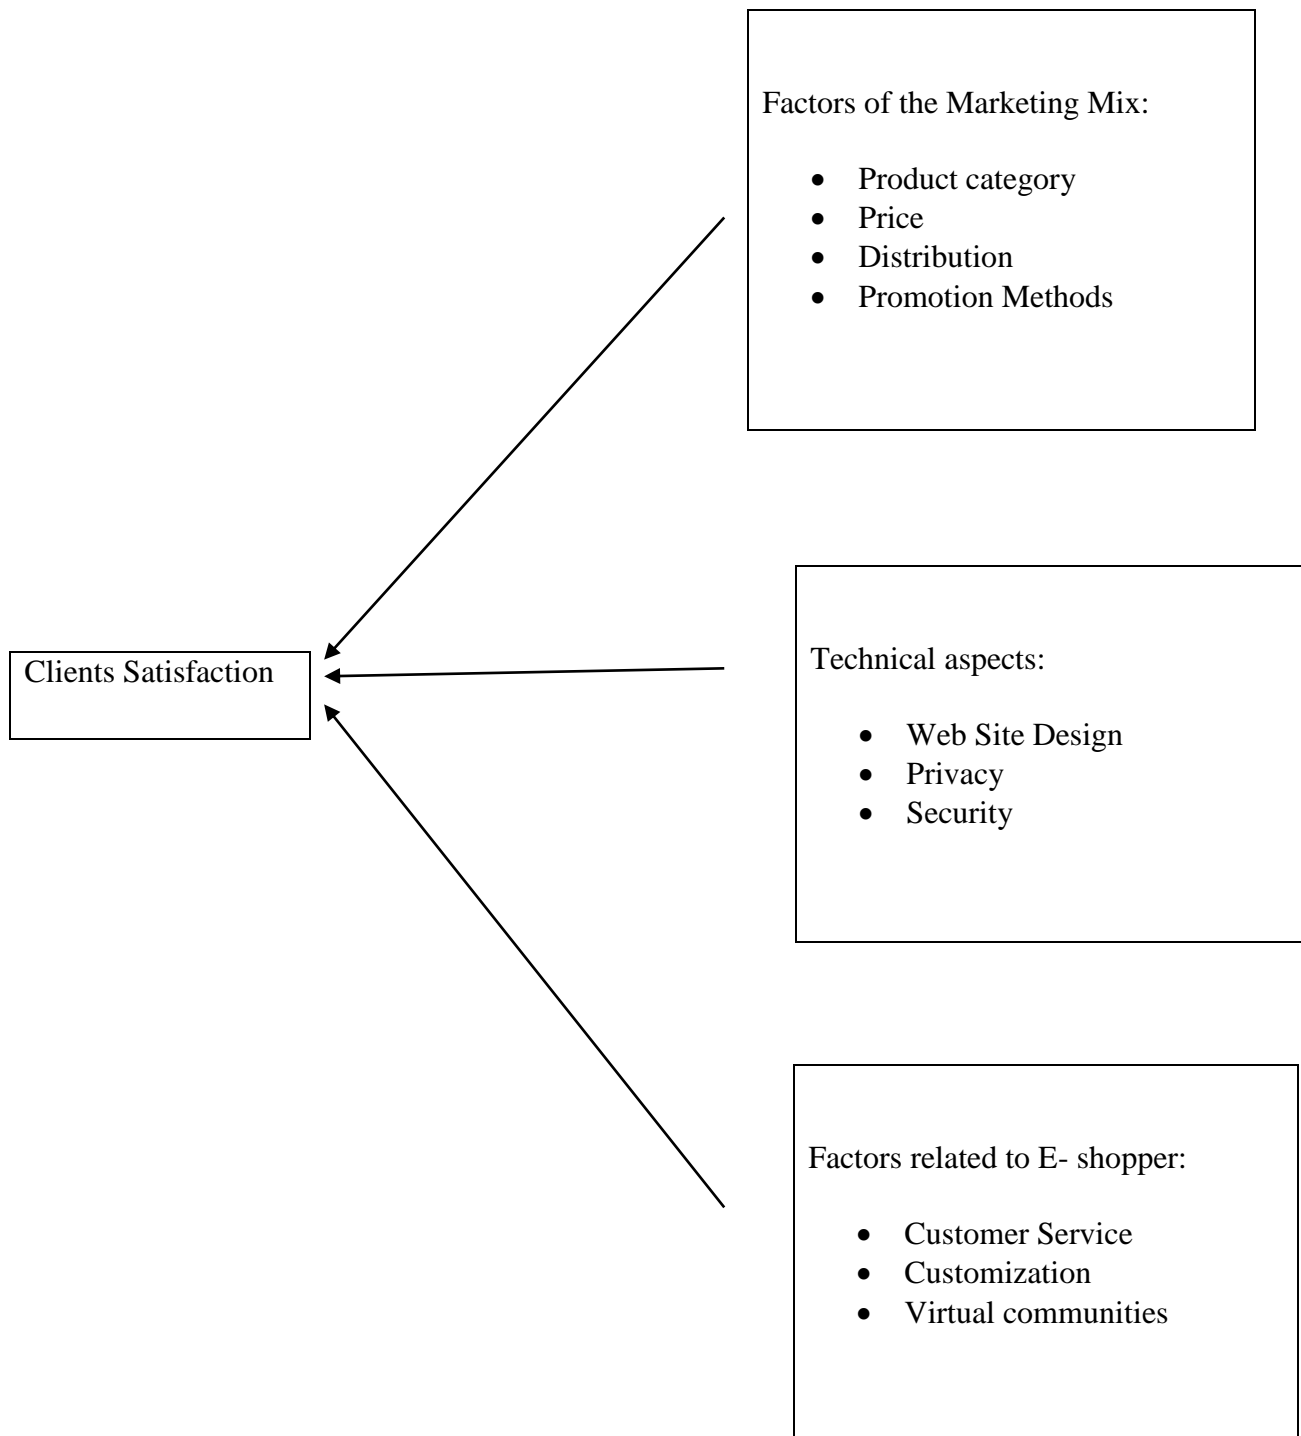 Factors of the Marketing Mix:
• Product category
• Price
• Distribution
• Promotion Methods
Clients Satisfaction
Technical aspects:
• Web Site Design
• Privacy
• Security
Factors related to E- shopper:
• Customer Service
• Customization
• Virtual communities